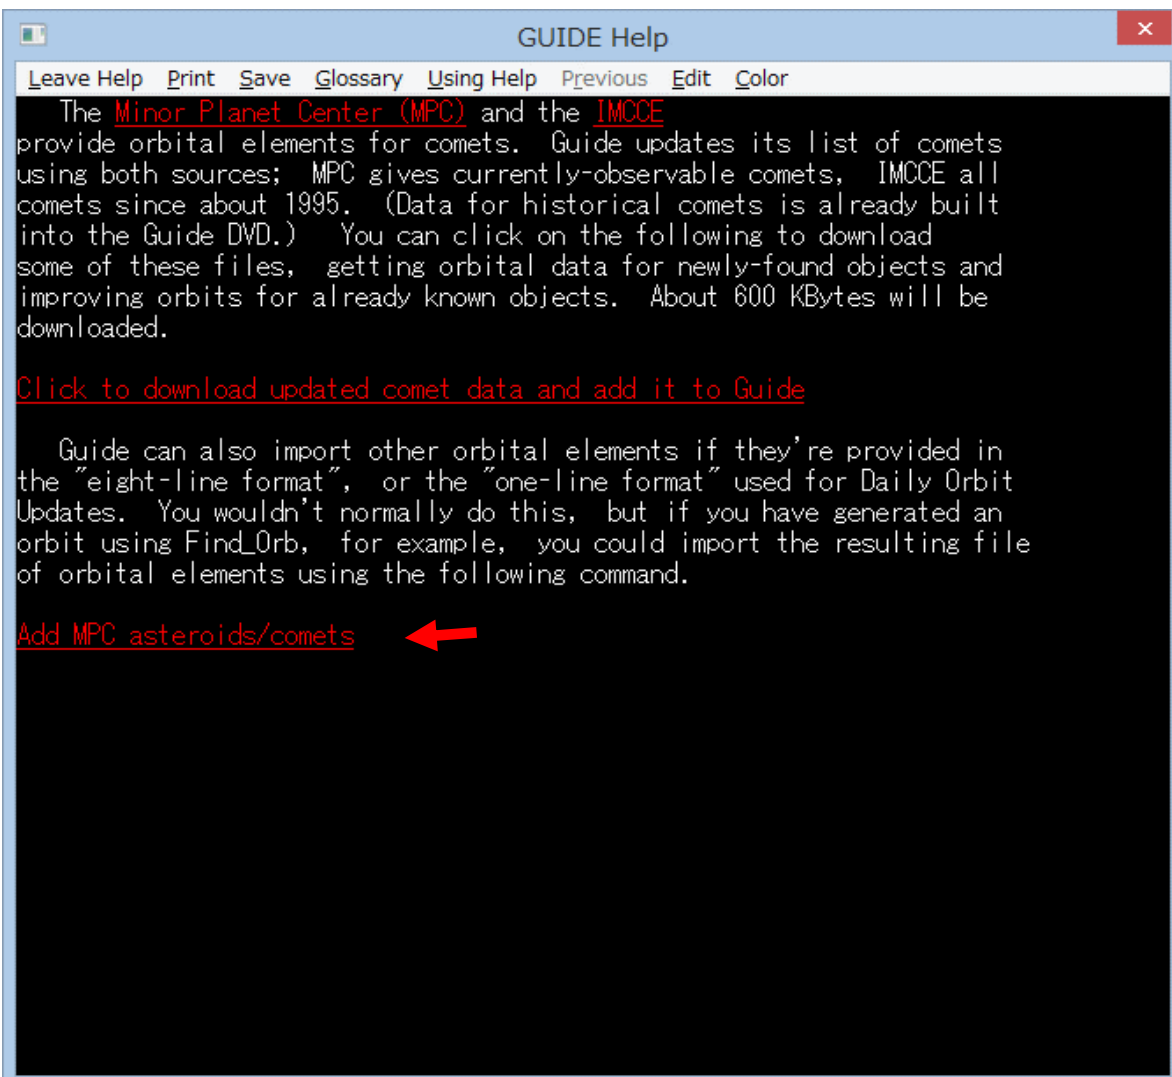 GUIDE Help
Leave Help Print Save Glossary Using Help Previous Edit Color
The Minor Planet Center (MPC) and the IMCCE
provide orbital elements for comets.  Guide updates its list of comets
using both sources;  MPC gives currently-observable comets,  IMCCE all
comets since about 1995.  (Data for historical comets is already built
into the Guide DVD.)  You can click on the following to download
some of these files,  getting orbital data for newly-found objects and
improving orbits for already known objects.  About 600 KBytes will be
downloaded.
Click to download updated comet data and add it to Guide
Guide can also import other orbital elements if they're provided in
the "eight-line format",  or the "one-line format" used for Daily Orbit
Updates.  You wouldn't normally do this,  but if you have generated an
orbit using Find_Orb,  for example,  you could import the resulting file
of orbital elements using the following command.
Add MPC asteroids/comets